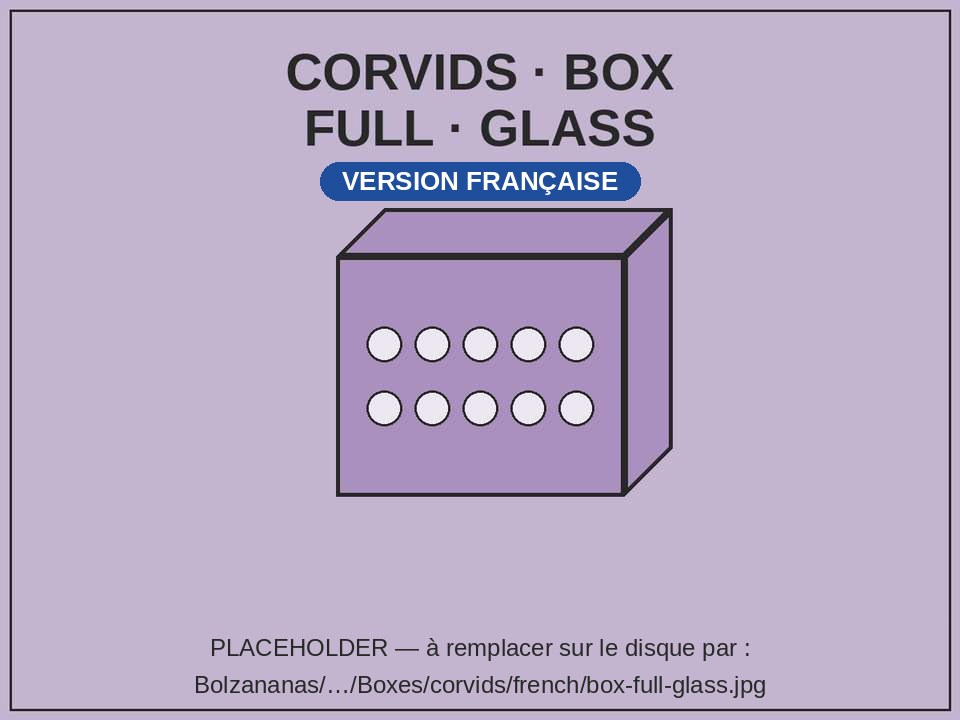 CORVIDS · BOX
FULL · GLASS
VERSION FRANÇAISE
PLACEHOLDER — à remplacer sur le disque par :
Bolzananas/…/Boxes/corvids/french/box-full-glass.jpg